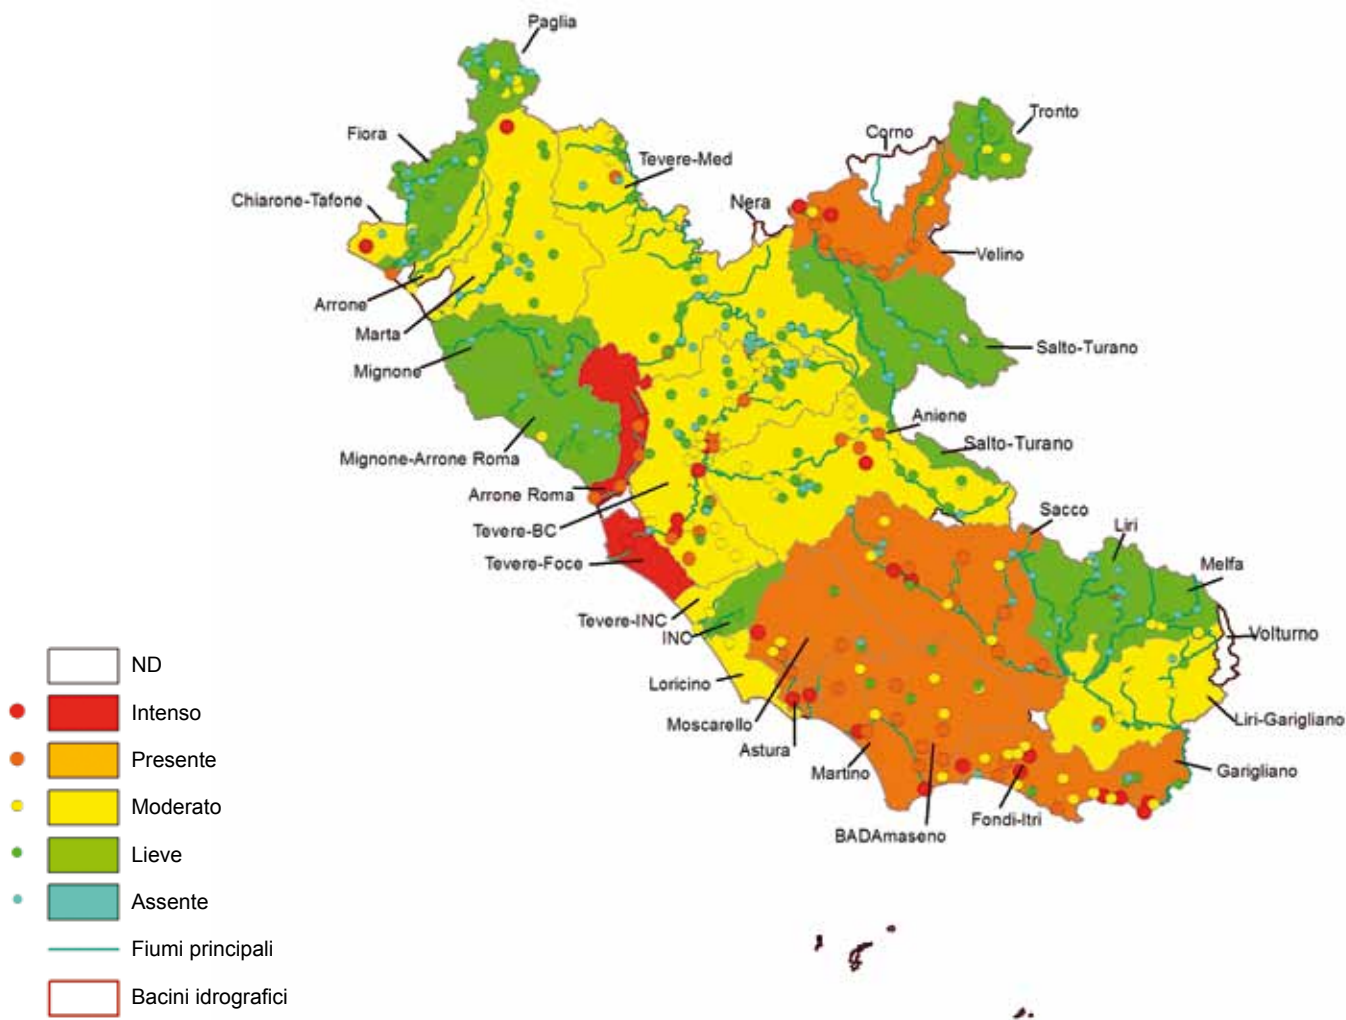 Paglia
Tronto
Corno
Fiora
Tevere-Med
Chiarone-Tafone
Nera
Velino
Arrone
Marta
Salto-Turano
Mignone
Aniene
Salto-Turano
Mignone-Arrone Roma
Arrone Roma
Sacco
Liri
Tevere-BC
Tevere-Foce
Melfa
Tevere-INC
INC
Volturno
Loricino
Moscarello
Liri-Garigliano
Astura
Martino
Garigliano
Fondi-Itri
BADAmaseno
ND
Intenso
Presente
Moderato
Lieve
Assente
Fiumi principali
Bacini idrografici